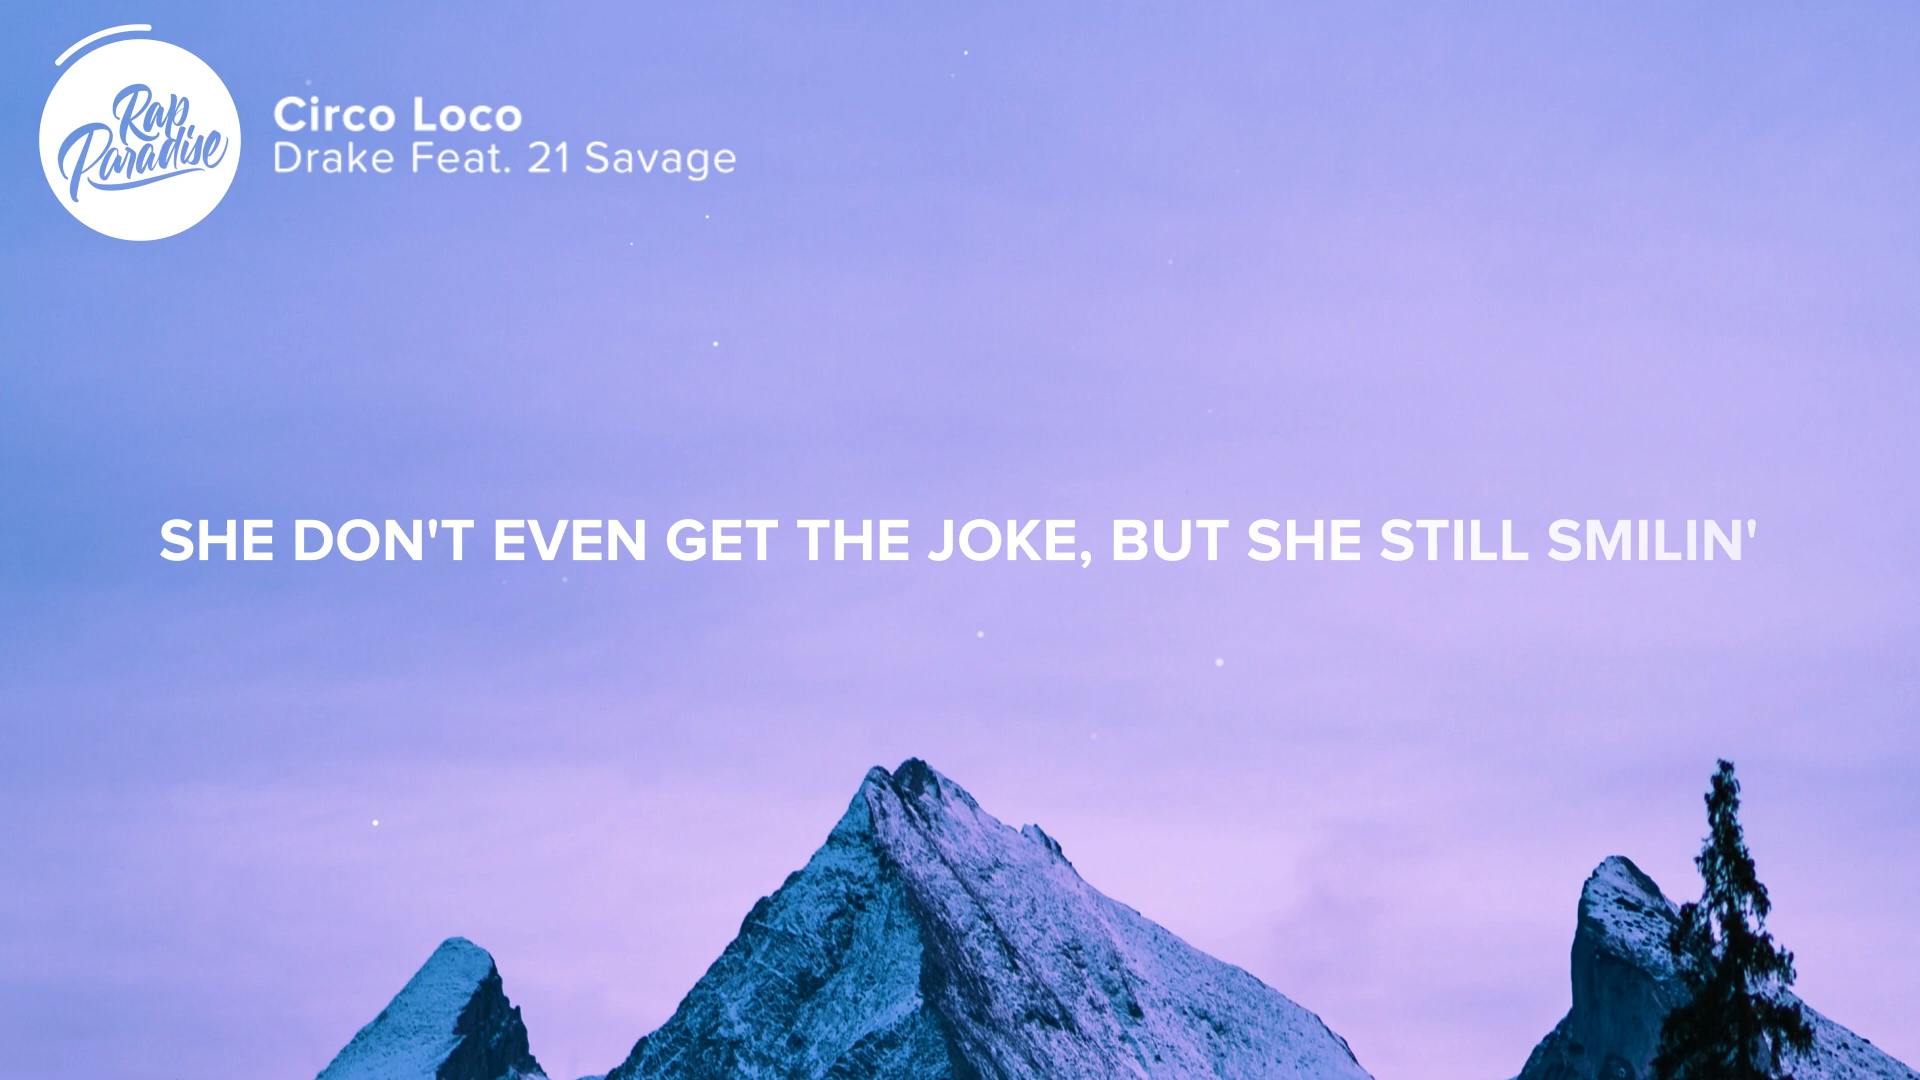 Rap
Paradise
Circo Loco
Drake Feat. 21 Savage
SHE DON'T EVEN GET THE JOKE, BUT SHE STILL SMILIN'